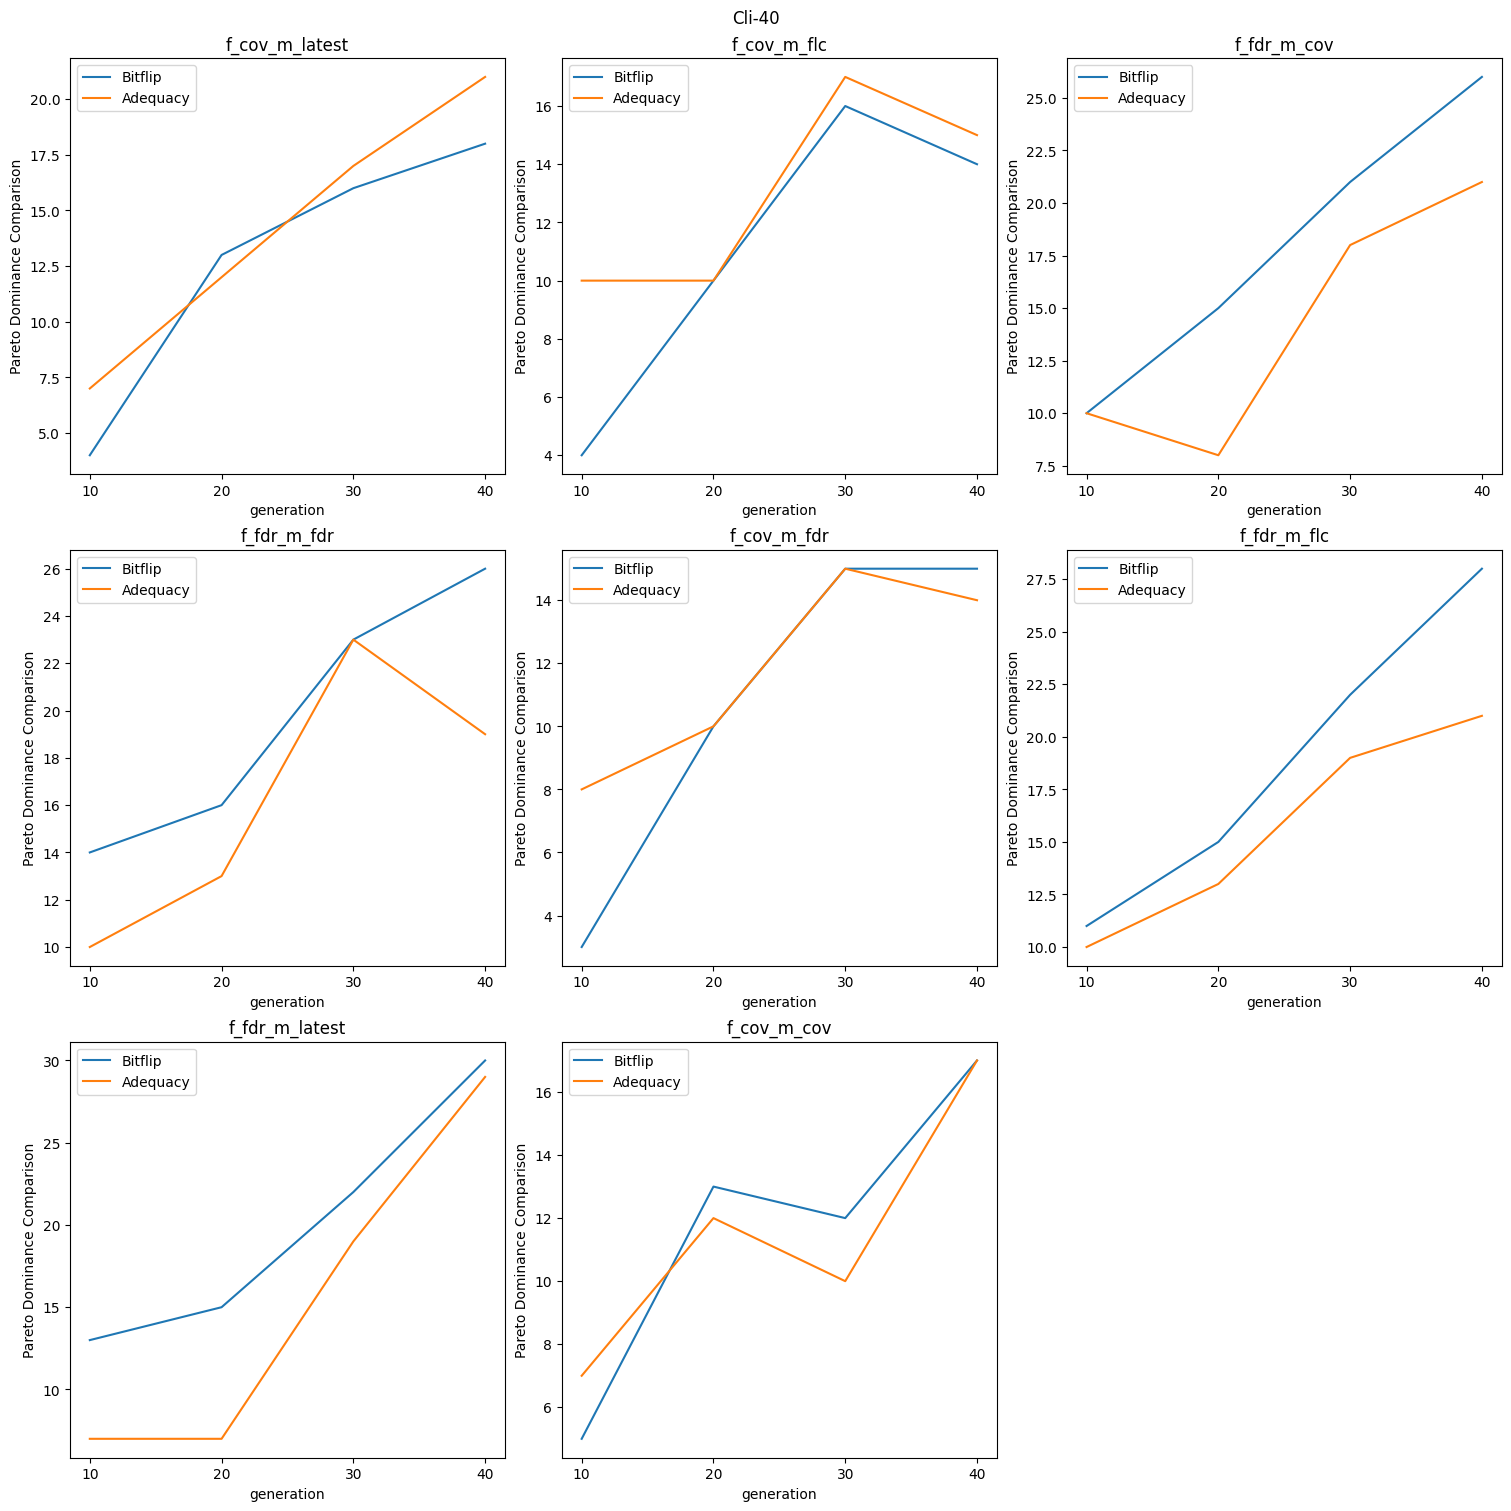 Cli-40
f_cov_m_latest
Bitflip
Adequacy
20.0
17.5
15.0
12.5
10.0
7.5
5.0
Pareto Dominance Comparison
10 20 30 40
generation
f_cov_m_flc
Bitflip
Adequacy
16
14
12
10
8
6
4
Pareto Dominance Comparison
10 20 30 40
generation
f_fdr_m_cov
Bitflip
Adequacy
25.0
22.5
20.0
17.5
15.0
12.5
10.0
7.5
Pareto Dominance Comparison
10 20 30 40
generation
f_fdr_m_fdr
Bitflip
Adequacy
26
24
22
20
18
16
14
12
10
Pareto Dominance Comparison
10 20 30 40
generation
f_cov_m_fdr
Bitflip
Adequacy
14
12
10
8
6
4
Pareto Dominance Comparison
10 20 30 40
generation
f_fdr_m_flc
Bitflip
Adequacy
27.5
25.0
22.5
20.0
17.5
15.0
12.5
10.0
Pareto Dominance Comparison
10 20 30 40
generation
f_fdr_m_latest
Bitflip
Adequacy
30
25
20
15
10
Pareto Dominance Comparison
10 20 30 40
generation
f_cov_m_cov
Bitflip
Adequacy
16
14
12
10
8
6
Pareto Dominance Comparison
10 20 30 40
generation